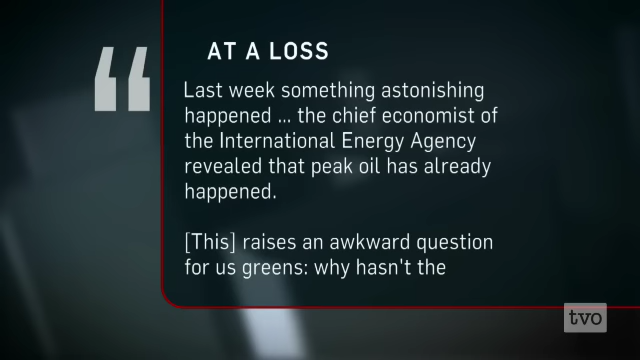 AT A LOSS
Last week something astonishing
happened ... the chief economist of
the International Energy Agency
revealed that peak oil has already
happened.
[This] raises an awkward question
for us greens: why hasn't the
tvo